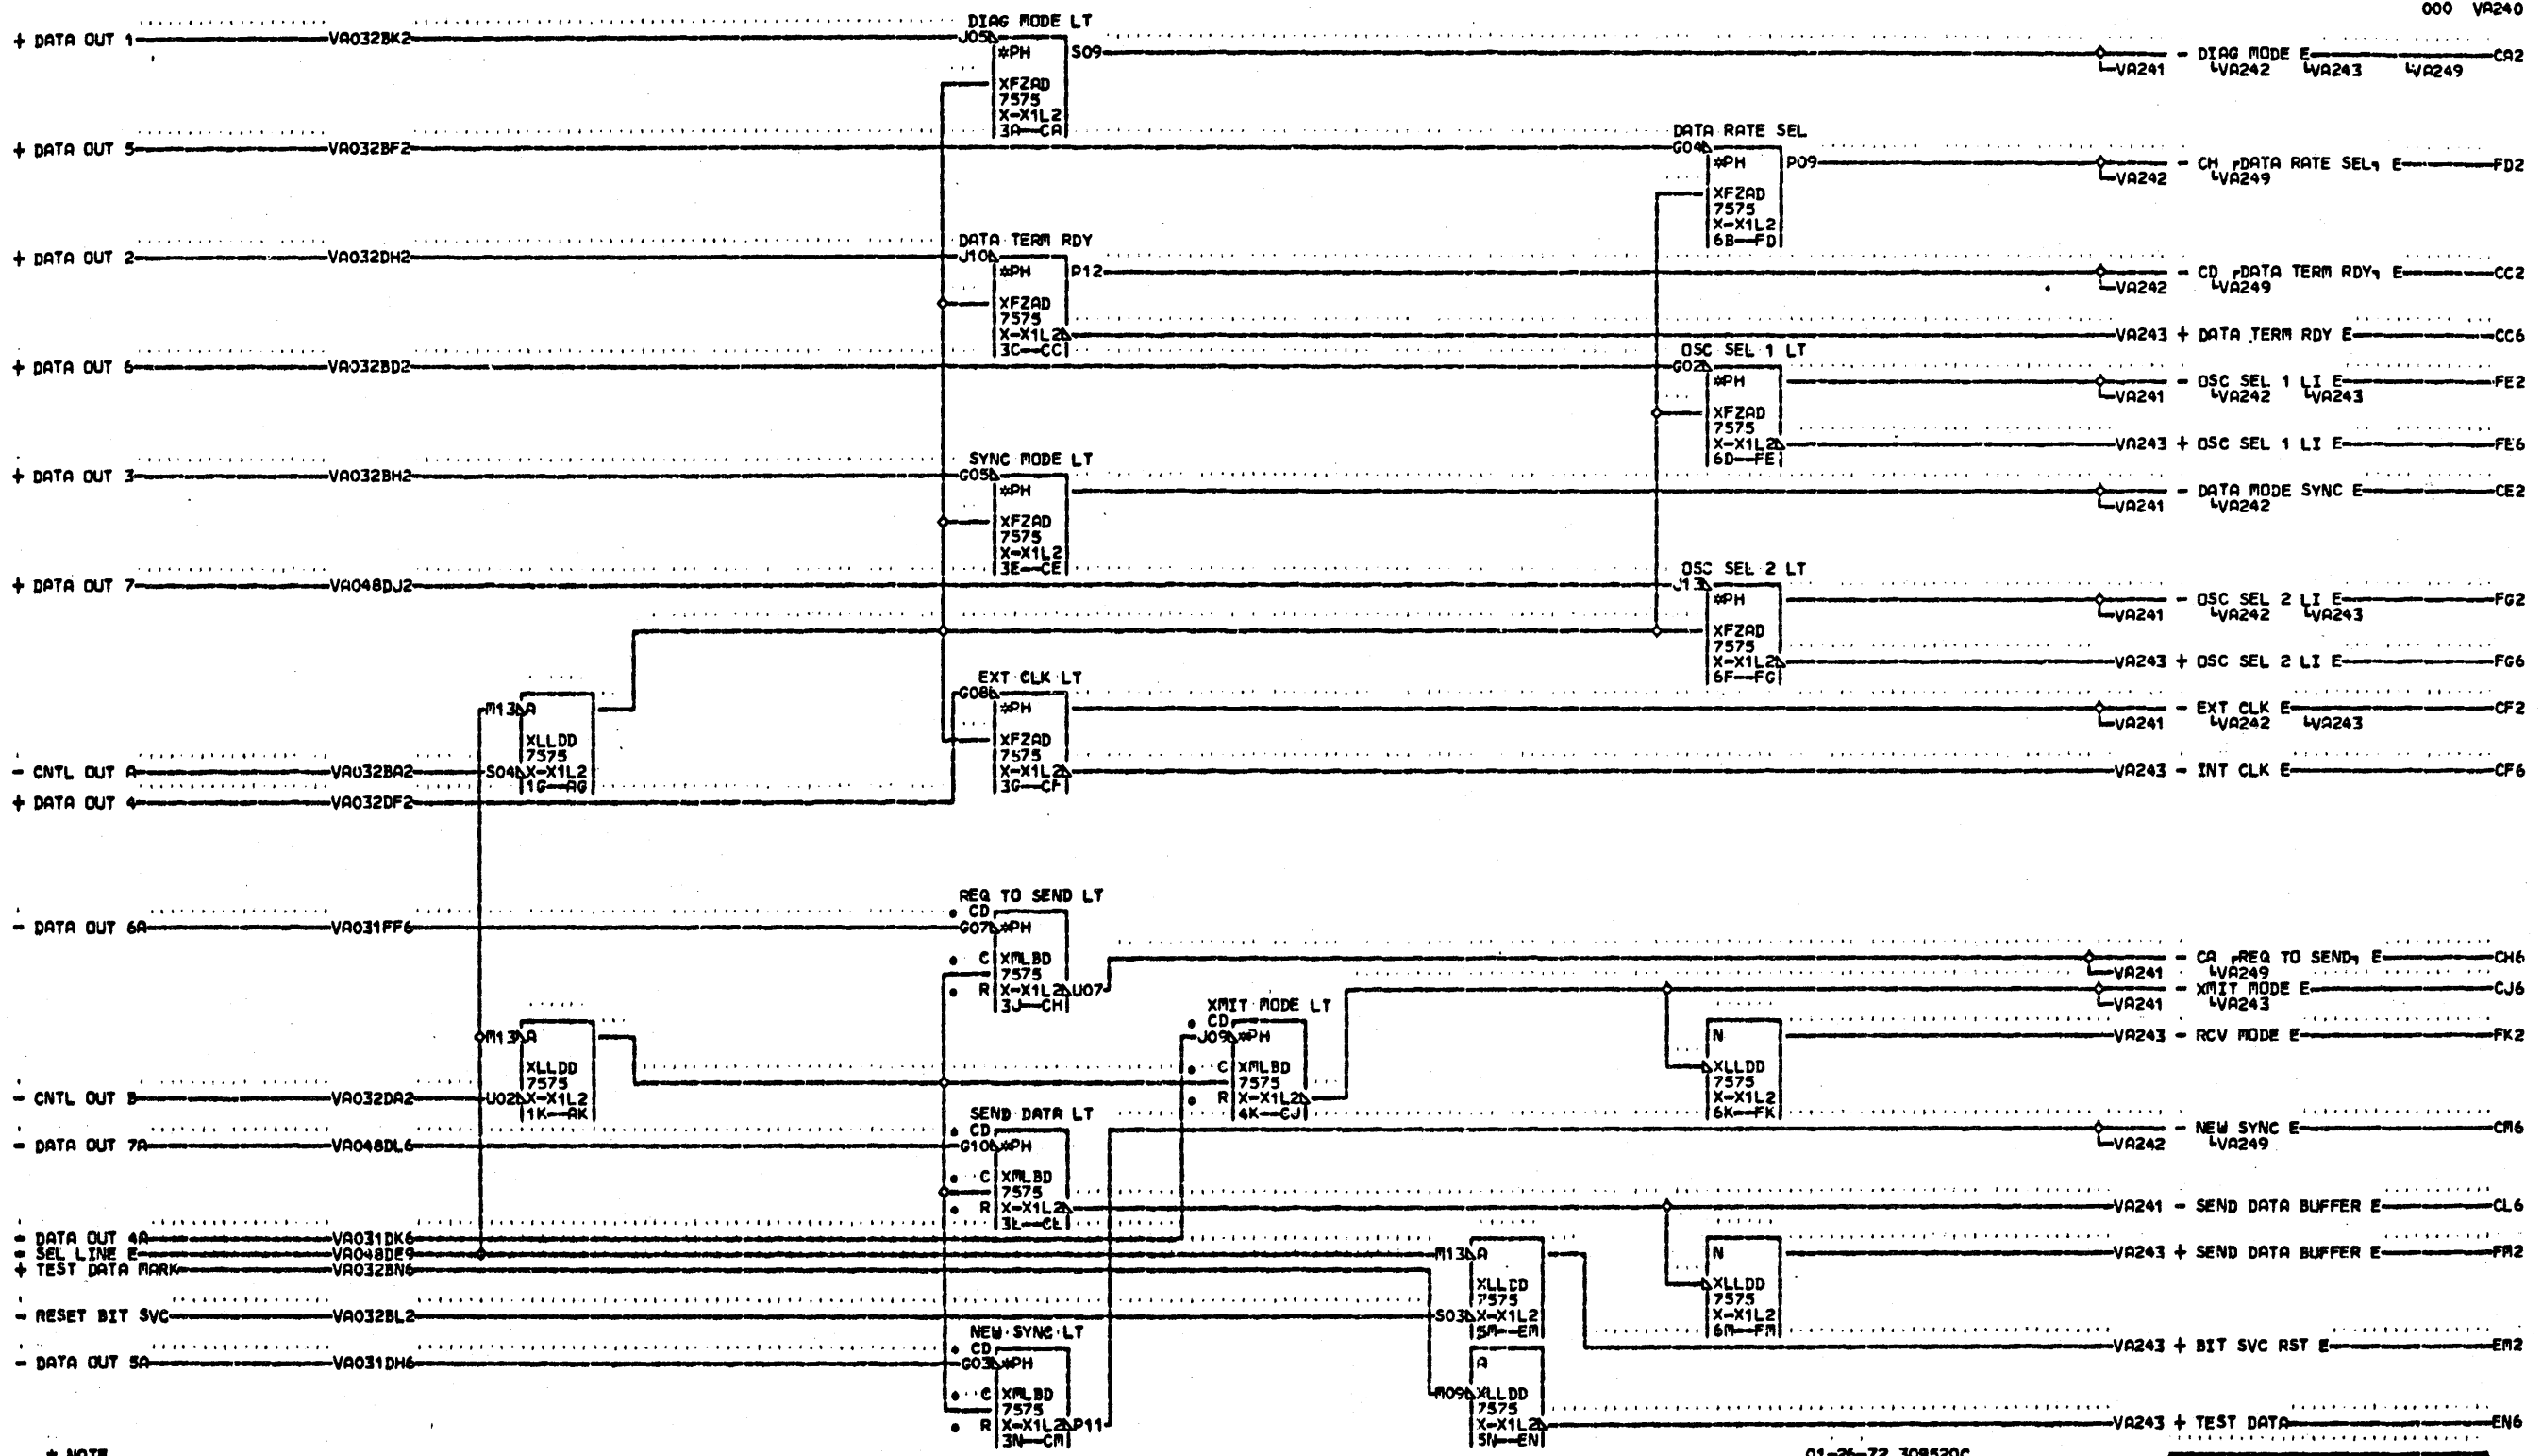 000 VA240
DIAG MODE LT
+ DATA OUT 1 VA032BK2 J05 *PH S09 - DIAG MODE E CA2
VA241 VA242 VA243 VA249
XFZAD
7575
X-X1L2
3A CA
DATA RATE SEL
+ DATA OUT 5 VA032BF2 G04 *PH P09 - CH DATA RATE SEL, E FD2
VA242 VA249
XFZAD
7575
X-X1L2
6B FD
DATA TERM RDY
+ DATA OUT 2 VA032DH2 J10 *PH P12 - CD DATA TERM RDY, E CC2
VA242 VA249
XFZAD
7575
X-X1L2 VA243 + DATA TERM RDY E CC6
3C CC
OSC SEL 1 LT
+ DATA OUT 6 VA032BD2 G02 *PH - OSC SEL 1 LI E FE2
VA241 VA242 VA243
XFZAD
7575
X-X1L2 VA243 + OSC SEL 1 LI E FE6
6D FE
SYNC MODE LT
+ DATA OUT 3 VA032BH2 G05 *PH - DATA MODE SYNC E CE2
VA241 VA242
XFZAD
7575
X-X1L2
3E CE
OSC SEL 2 LT
+ DATA OUT 7 VA048DJ2 J13 *PH - OSC SEL 2 LI E FG2
VA241 VA242 VA243
XFZAD
7575
X-X1L2 VA243 + OSC SEL 2 LI E FG6
6F FG
EXT CLK LT
G08 *PH - EXT CLK E CF2
VA241 VA242 VA243
M13 A
XLLDD XFZAD
7575 7575
- CNTL OUT A VA032BA2 S04 X-X1L2 X-X1L2 VA243 - INT CLK E CF6
1G AG 3G CF
+ DATA OUT 4 VA032DF2
REQ TO SEND LT
CD
- DATA OUT 6A VA031FF6 G07 *PH
C XMLBD - CA REQ TO SEND, E CH6
7575 VA241 VA249
R X-X1L2 U07 - XMIT MODE E CJ6
3J CH VA241 VA243
XMIT MODE LT
CD
M13 A J09 *PH N VA243 - RCV MODE E FK2
XLLDD C XMLBD XLLDD
7575 7575 7575
- CNTL OUT B VA032DA2 U02 X-X1L2 R X-X1L2 X-X1L2
1K AK 4K CJ 6K FK
SEND DATA LT
CD - NEW SYNC E CM6
- DATA OUT 7A VA048DL6 G10 *PH VA242 VA249
C XMLBD
7575
R X-X1L2 VA241 - SEND DATA BUFFER E CL6
3L CL
- DATA OUT 4A VA031DK6
- SEL LINE E VA048DE9 M13 A N VA243 + SEND DATA BUFFER E FM2
+ TEST DATA MARK VA032BN6
XLLDD XLLDD
7575 7575
- RESET BIT SVC VA032BL2 S03 X-X1L2 X-X1L2
5M EM 6M FM
NEW SYNC LT
CD VA243 + BIT SVC RST E EM2
- DATA OUT 5A VA031DH6 G03 *PH A
C XMLBD M09 XLLDD
7575 7575
R X-X1L2 P11 X-X1L2 VA243 + TEST DATA EN6
3N CM 5N EN
* NOTE
01-26-72 309520C